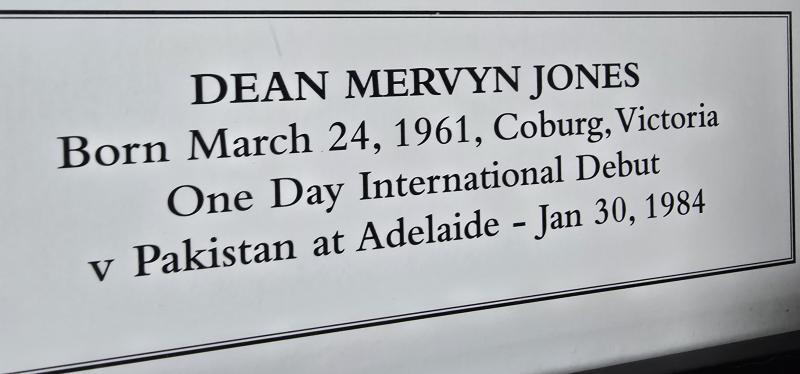 DEAN MERVYN JONES
Born March 24, 1961, Coburg, Victoria
One Day International Debut
v Pakistan at Adelaide - Jan 30, 1984